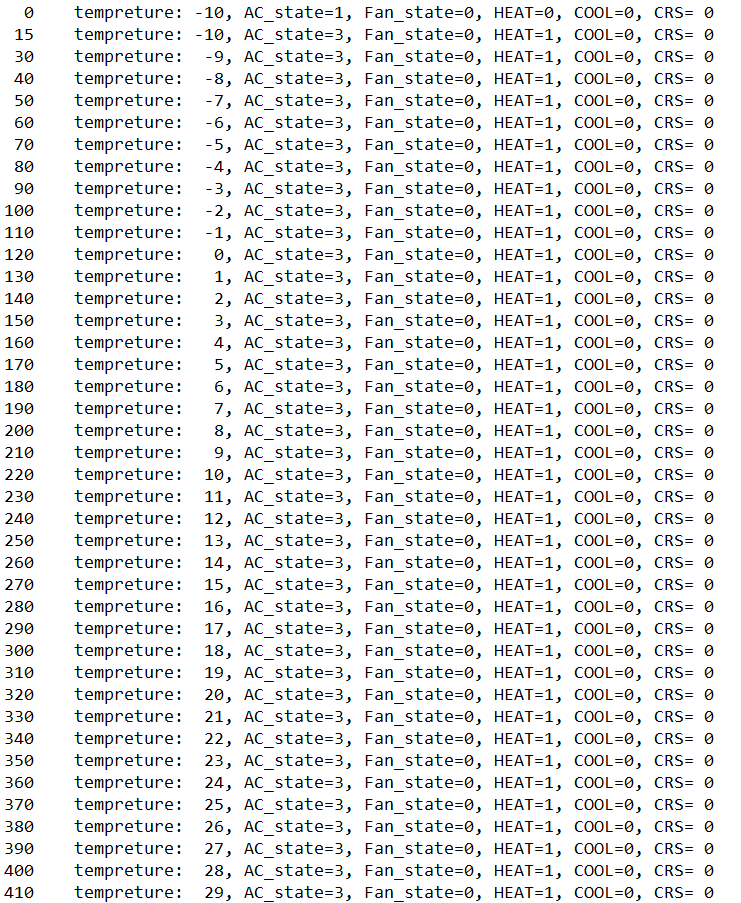 0 tempreture: -10, AC_state=1, Fan_state=0, HEAT=0, COOL=0, CRS= 0
15 tempreture: -10, AC_state=3, Fan_state=0, HEAT=1, COOL=0, CRS= 0
30 tempreture: -9, AC_state=3, Fan_state=0, HEAT=1, COOL=0, CRS= 0
40 tempreture: -8, AC_state=3, Fan_state=0, HEAT=1, COOL=0, CRS= 0
50 tempreture: -7, AC_state=3, Fan_state=0, HEAT=1, COOL=0, CRS= 0
60 tempreture: -6, AC_state=3, Fan_state=0, HEAT=1, COOL=0, CRS= 0
70 tempreture: -5, AC_state=3, Fan_state=0, HEAT=1, COOL=0, CRS= 0
80 tempreture: -4, AC_state=3, Fan_state=0, HEAT=1, COOL=0, CRS= 0
90 tempreture: -3, AC_state=3, Fan_state=0, HEAT=1, COOL=0, CRS= 0
100 tempreture: -2, AC_state=3, Fan_state=0, HEAT=1, COOL=0, CRS= 0
110 tempreture: -1, AC_state=3, Fan_state=0, HEAT=1, COOL=0, CRS= 0
120 tempreture: 0, AC_state=3, Fan_state=0, HEAT=1, COOL=0, CRS= 0
130 tempreture: 1, AC_state=3, Fan_state=0, HEAT=1, COOL=0, CRS= 0
140 tempreture: 2, AC_state=3, Fan_state=0, HEAT=1, COOL=0, CRS= 0
150 tempreture: 3, AC_state=3, Fan_state=0, HEAT=1, COOL=0, CRS= 0
160 tempreture: 4, AC_state=3, Fan_state=0, HEAT=1, COOL=0, CRS= 0
170 tempreture: 5, AC_state=3, Fan_state=0, HEAT=1, COOL=0, CRS= 0
180 tempreture: 6, AC_state=3, Fan_state=0, HEAT=1, COOL=0, CRS= 0
190 tempreture: 7, AC_state=3, Fan_state=0, HEAT=1, COOL=0, CRS= 0
200 tempreture: 8, AC_state=3, Fan_state=0, HEAT=1, COOL=0, CRS= 0
210 tempreture: 9, AC_state=3, Fan_state=0, HEAT=1, COOL=0, CRS= 0
220 tempreture: 10, AC_state=3, Fan_state=0, HEAT=1, COOL=0, CRS= 0
230 tempreture: 11, AC_state=3, Fan_state=0, HEAT=1, COOL=0, CRS= 0
240 tempreture: 12, AC_state=3, Fan_state=0, HEAT=1, COOL=0, CRS= 0
250 tempreture: 13, AC_state=3, Fan_state=0, HEAT=1, COOL=0, CRS= 0
260 tempreture: 14, AC_state=3, Fan_state=0, HEAT=1, COOL=0, CRS= 0
270 tempreture: 15, AC_state=3, Fan_state=0, HEAT=1, COOL=0, CRS= 0
280 tempreture: 16, AC_state=3, Fan_state=0, HEAT=1, COOL=0, CRS= 0
290 tempreture: 17, AC_state=3, Fan_state=0, HEAT=1, COOL=0, CRS= 0
300 tempreture: 18, AC_state=3, Fan_state=0, HEAT=1, COOL=0, CRS= 0
310 tempreture: 19, AC_state=3, Fan_state=0, HEAT=1, COOL=0, CRS= 0
320 tempreture: 20, AC_state=3, Fan_state=0, HEAT=1, COOL=0, CRS= 0
330 tempreture: 21, AC_state=3, Fan_state=0, HEAT=1, COOL=0, CRS= 0
340 tempreture: 22, AC_state=3, Fan_state=0, HEAT=1, COOL=0, CRS= 0
350 tempreture: 23, AC_state=3, Fan_state=0, HEAT=1, COOL=0, CRS= 0
360 tempreture: 24, AC_state=3, Fan_state=0, HEAT=1, COOL=0, CRS= 0
370 tempreture: 25, AC_state=3, Fan_state=0, HEAT=1, COOL=0, CRS= 0
380 tempreture: 26, AC_state=3, Fan_state=0, HEAT=1, COOL=0, CRS= 0
390 tempreture: 27, AC_state=3, Fan_state=0, HEAT=1, COOL=0, CRS= 0
400 tempreture: 28, AC_state=3, Fan_state=0, HEAT=1, COOL=0, CRS= 0
410 tempreture: 29, AC_state=3, Fan_state=0, HEAT=1, COOL=0, CRS= 0